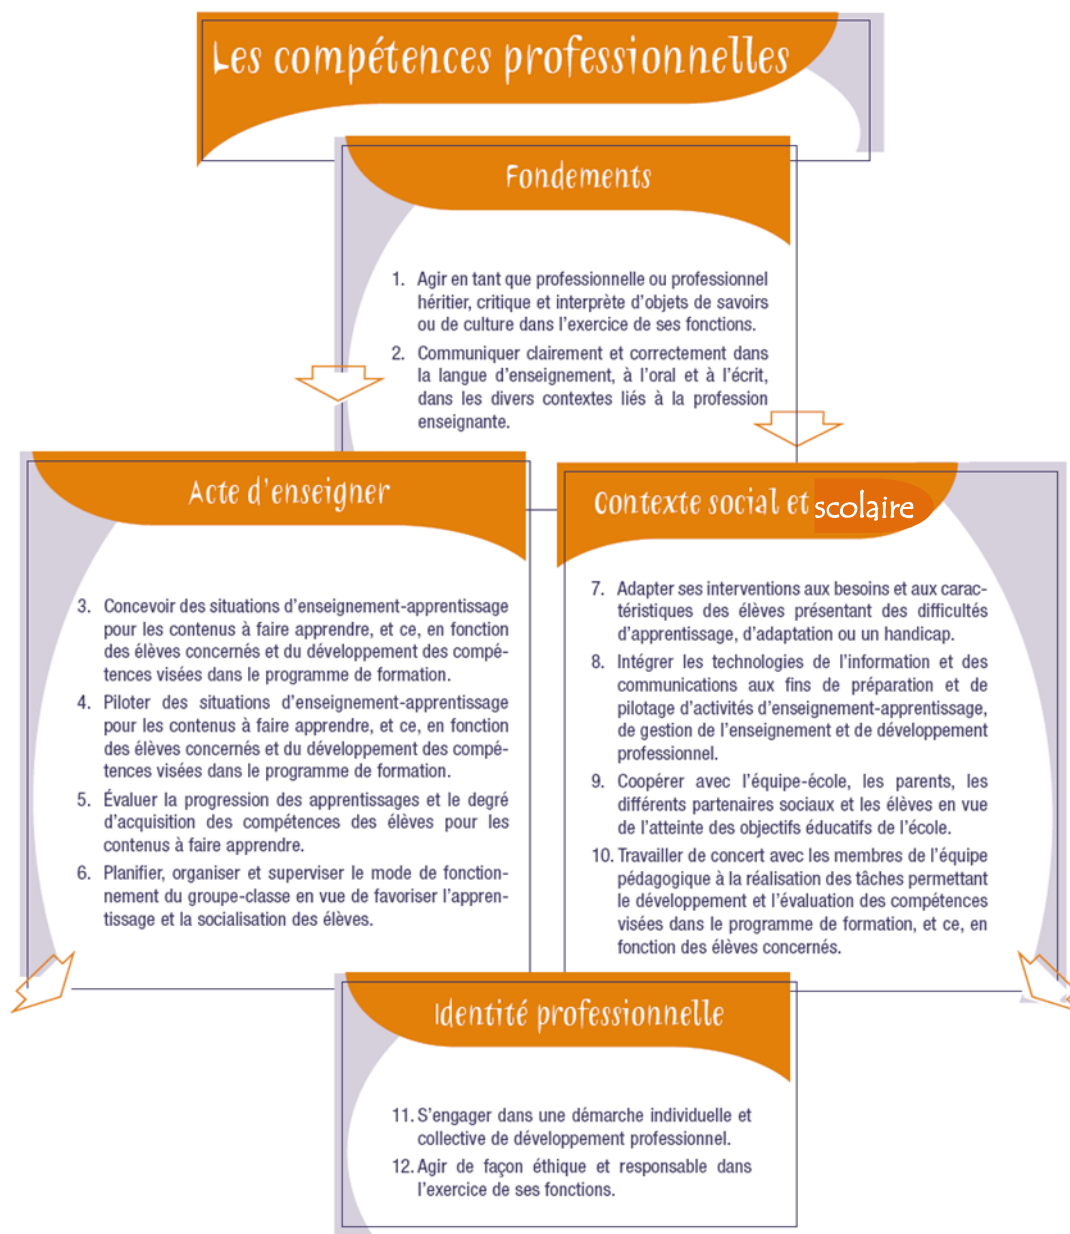 Les compétences professionnelles
Fondements
1. Agir en tant que professionnelle ou professionnel
héritier, critique et interprète d'objets de savoirs
ou de culture dans l'exercice de ses fonctions.
2. Communiquer clairement et correctement dans
la langue d'enseignement, à l'oral et à l'écrit,
dans les divers contextes liés à la profession
enseignante.
Acte d'enseigner
3. Concevoir des situations d'enseignement-apprentissage
pour les contenus à faire apprendre, et ce, en fonction
des élèves concernés et du développement des compé-
tences visées dans le programme de formation.
4. Piloter des situations d'enseignement-apprentissage
pour les contenus à faire apprendre, et ce, en fonction
des élèves concernés et du développement des compé-
tences visées dans le programme de formation.
5. Évaluer la progression des apprentissages et le degré
d'acquisition des compétences des élèves pour les
contenus à faire apprendre.
6. Planifier, organiser et superviser le mode de fonction-
nement du groupe-classe en vue de favoriser l'appren-
tissage et la socialisation des élèves.
Contexte social et scolaire
7. Adapter ses interventions aux besoins et aux carac-
téristiques des élèves présentant des difficultés
d'apprentissage, d'adaptation ou un handicap.
8. Intégrer les technologies de l'information et des
communications aux fins de préparation et de
pilotage d'activités d'enseignement-apprentissage,
de gestion de l'enseignement et de développement
professionnel.
9. Coopérer avec l'équipe-école, les parents, les
différents partenaires sociaux et les élèves en vue
de l'atteinte des objectifs éducatifs de l'école.
10. Travailler de concert avec les membres de l'équipe
pédagogique à la réalisation des tâches permettant
le développement et l'évaluation des compétences
visées dans le programme de formation, et ce, en
fonction des élèves concernés.
Identité professionnelle
11. S'engager dans une démarche individuelle et
collective de développement professionnel.
12. Agir de façon éthique et responsable dans
l'exercice de ses fonctions.